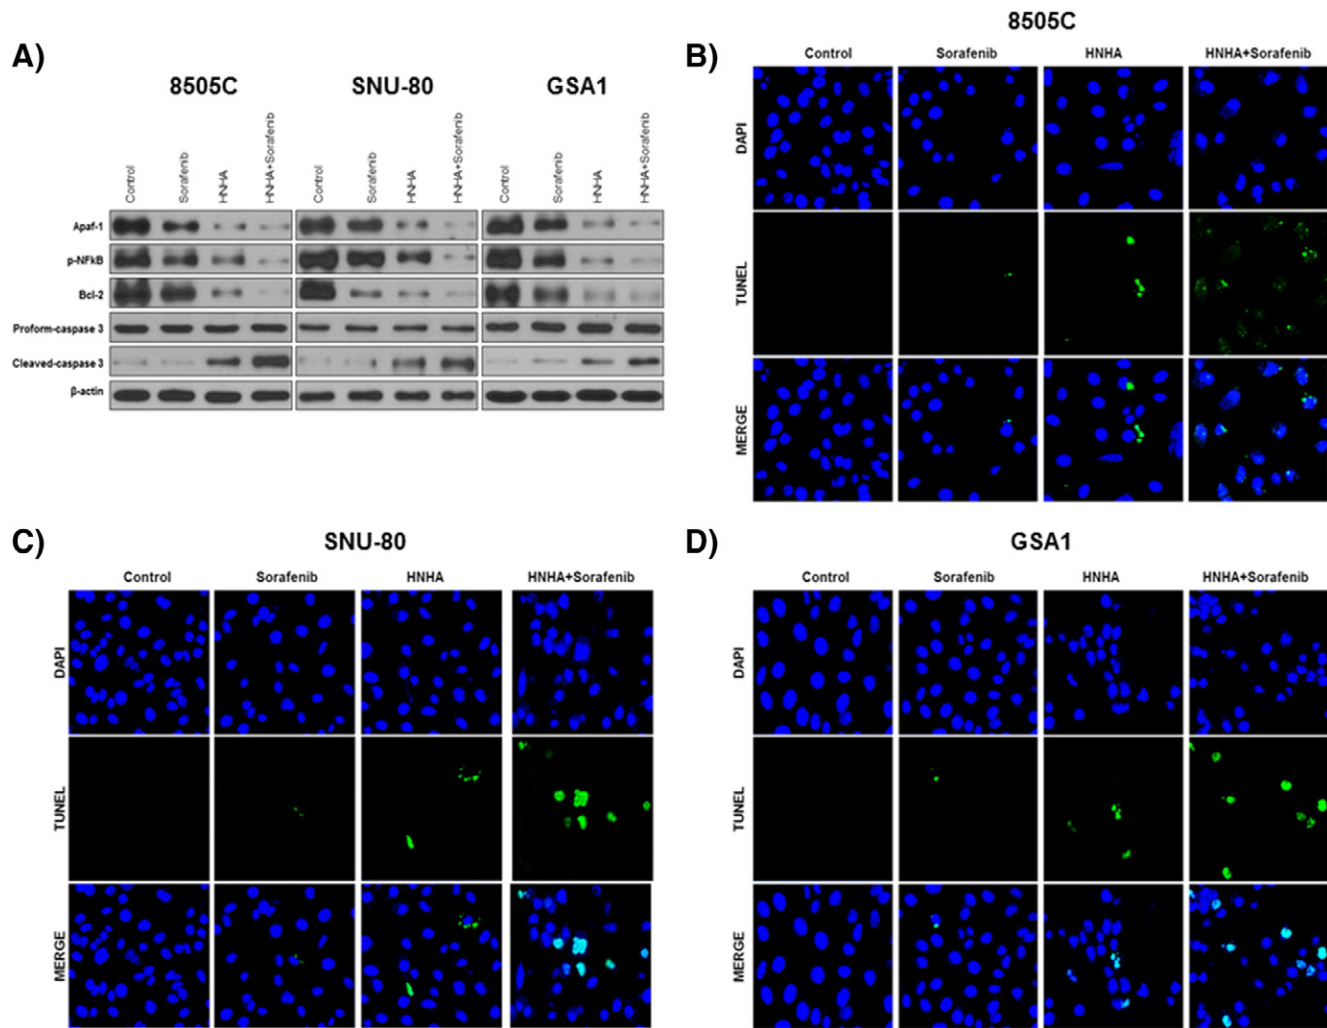 A)
8505C
SNU-80
GSA1
Control
Sorafenib
HNHA
HNHA+Sorafenib
Control
Sorafenib
HNHA
HNHA+Sorafenib
Control
Sorafenib
HNHA
HNHA+Sorafenib
Apaf-1
p-NFkB
Bcl-2
Proform-caspase 3
Cleaved-caspase 3
β-actin
B)
8505C
Control Sorafenib HNHA HNHA+Sorafenib
DAPI
TUNEL
MERGE
C)
SNU-80
Control Sorafenib HNHA HNHA+Sorafenib
DAPI
TUNEL
MERGE
D)
GSA1
Control Sorafenib HNHA HNHA+Sorafenib
DAPI
TUNEL
MERGE